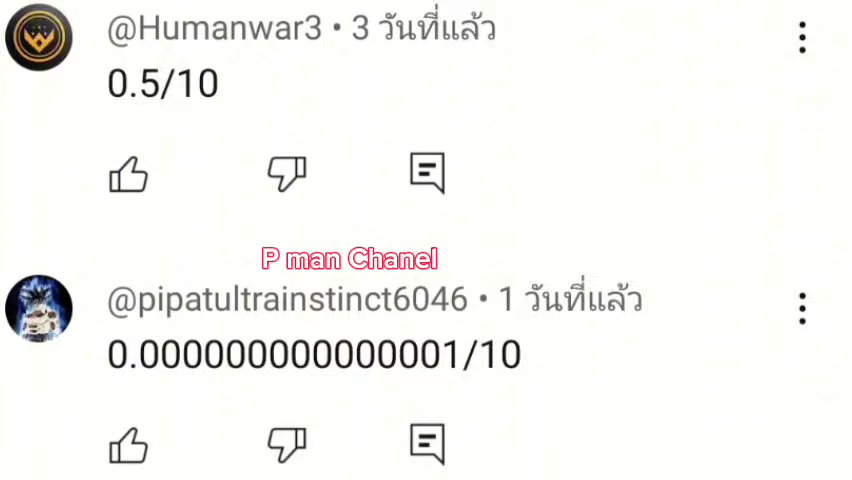 @Humanwar3 • 3 วันที่แล้ว
0.5/10
P man Chanel
@pipatultrainstinct6046 • 1 วันที่แล้ว
0.000000000000001/10